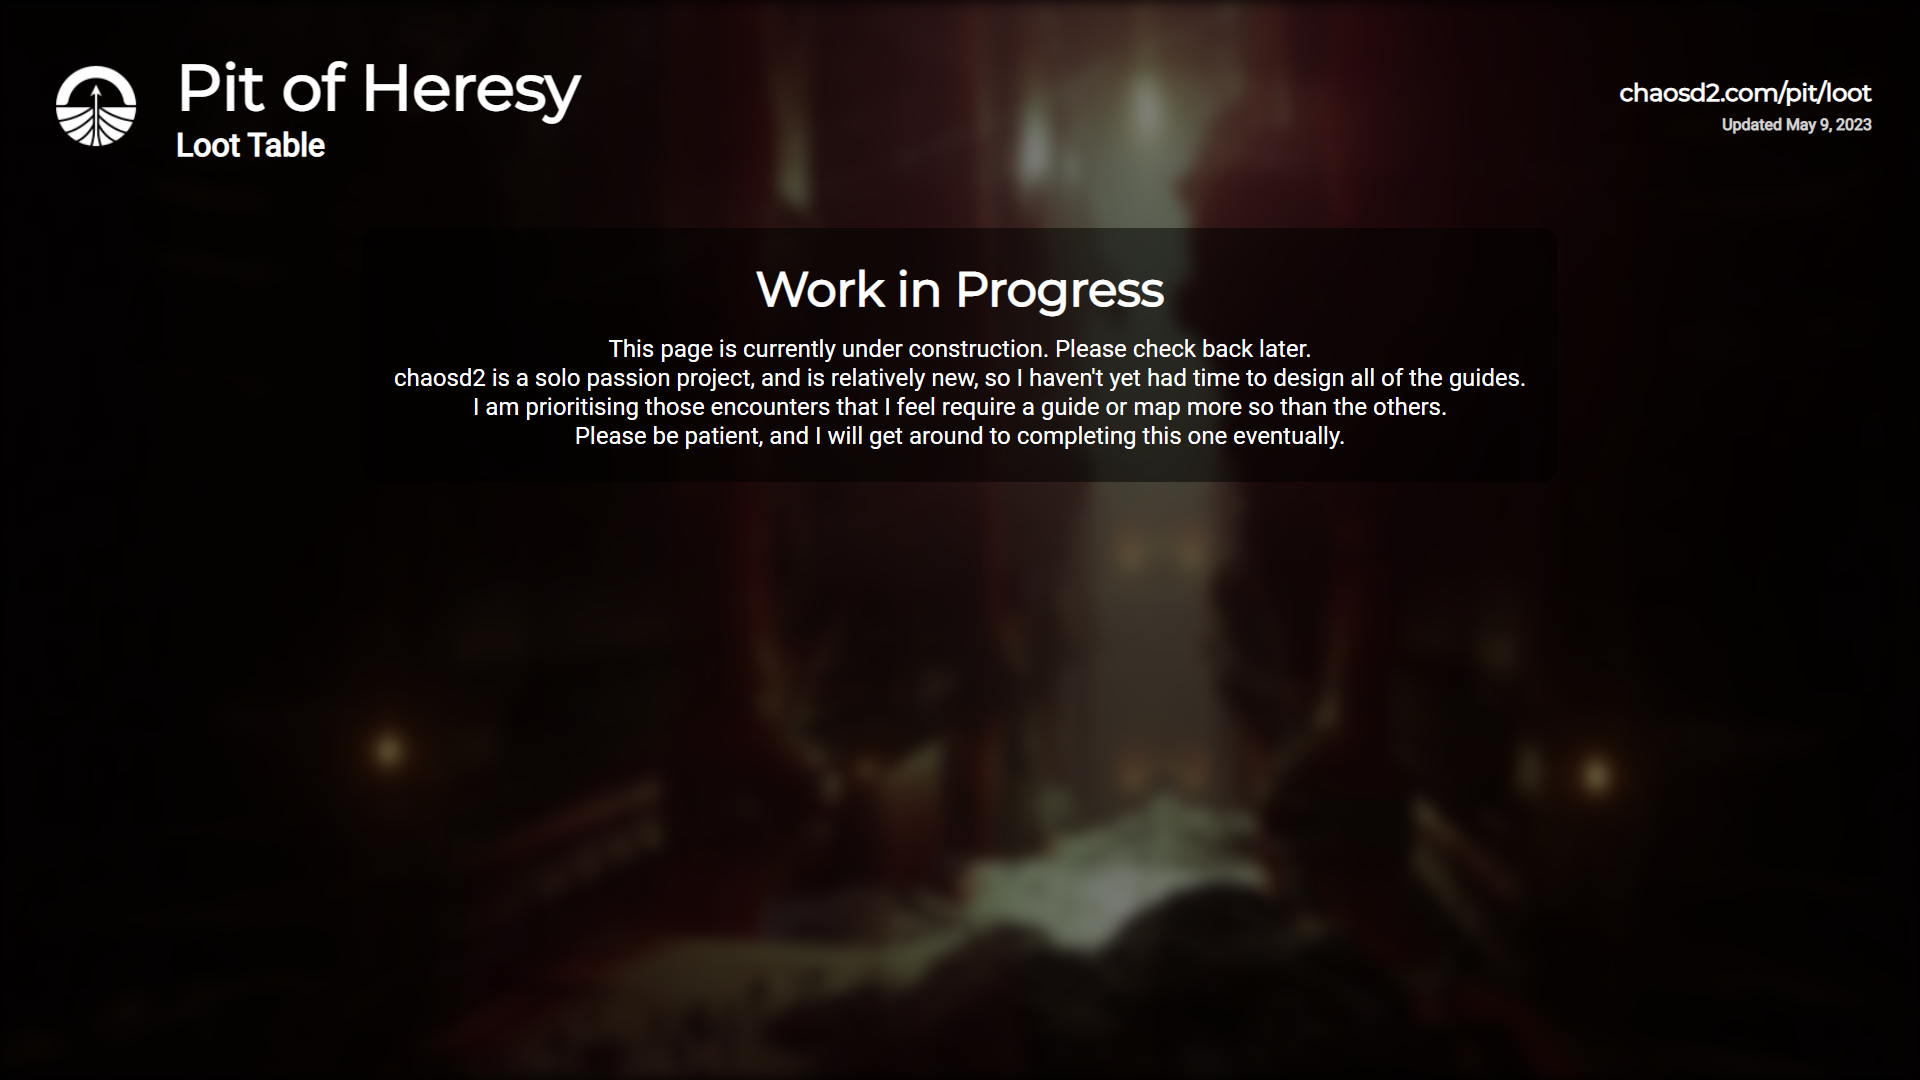 Pit of Heresy
Loot Table
chaosd2.com/pit/loot
Updated May 9, 2023
Work in Progress
This page is currently under construction. Please check back later.
chaosd2 is a solo passion project, and is relatively new, so I haven't yet had time to design all of the guides.
I am prioritising those encounters that I feel require a guide or map more so than the others.
Please be patient, and I will get around to completing this one eventually.